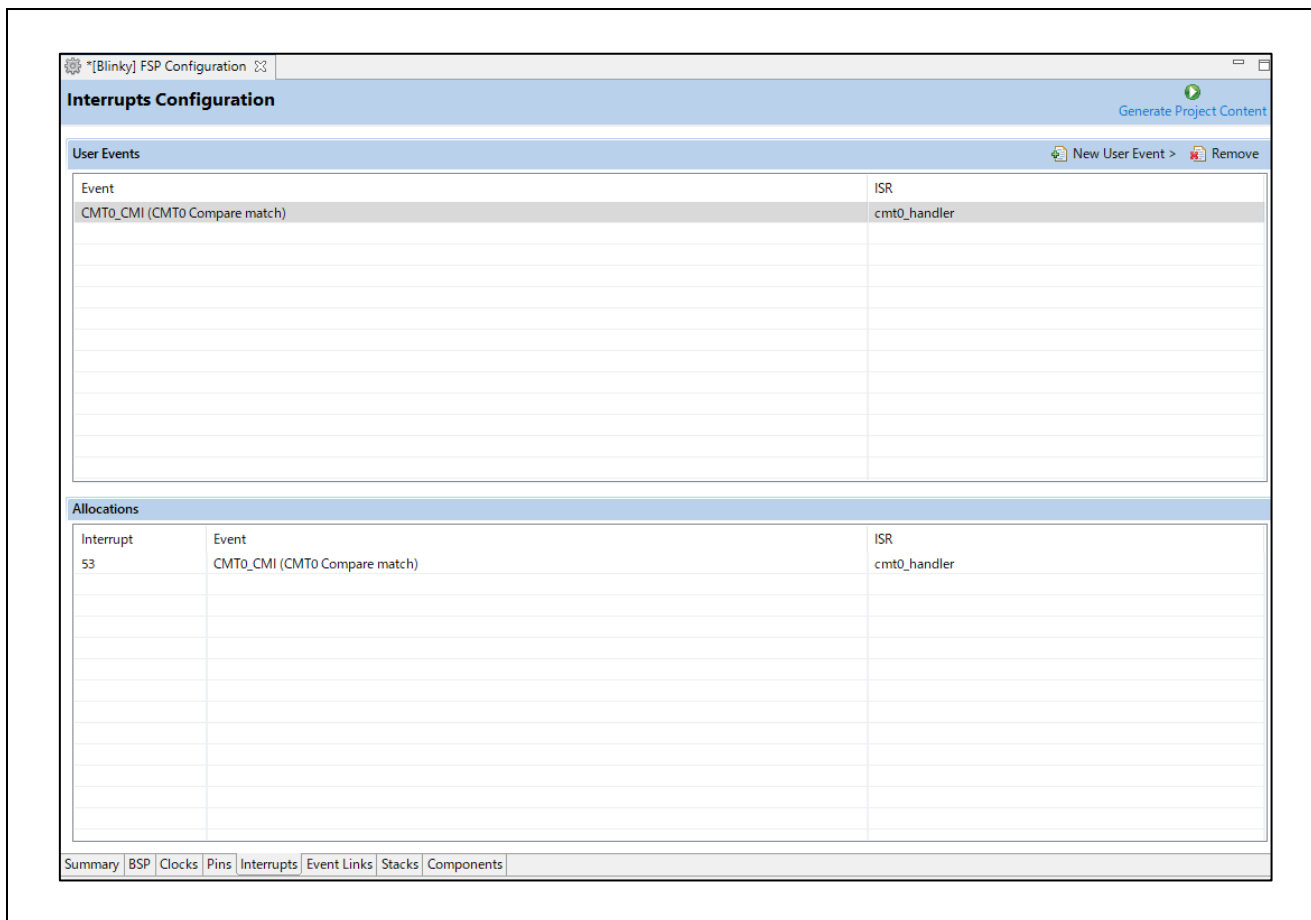 *[Blinky] FSP Configuration
Interrupts Configuration
Generate Project Content
User Events New User Event > Remove
Event ISR
CMT0_CMI (CMT0 Compare match) cmt0_handler
Allocations
Interrupt Event ISR
53 CMT0_CMI (CMT0 Compare match) cmt0_handler
Summary BSP Clocks Pins Interrupts Event Links Stacks Components